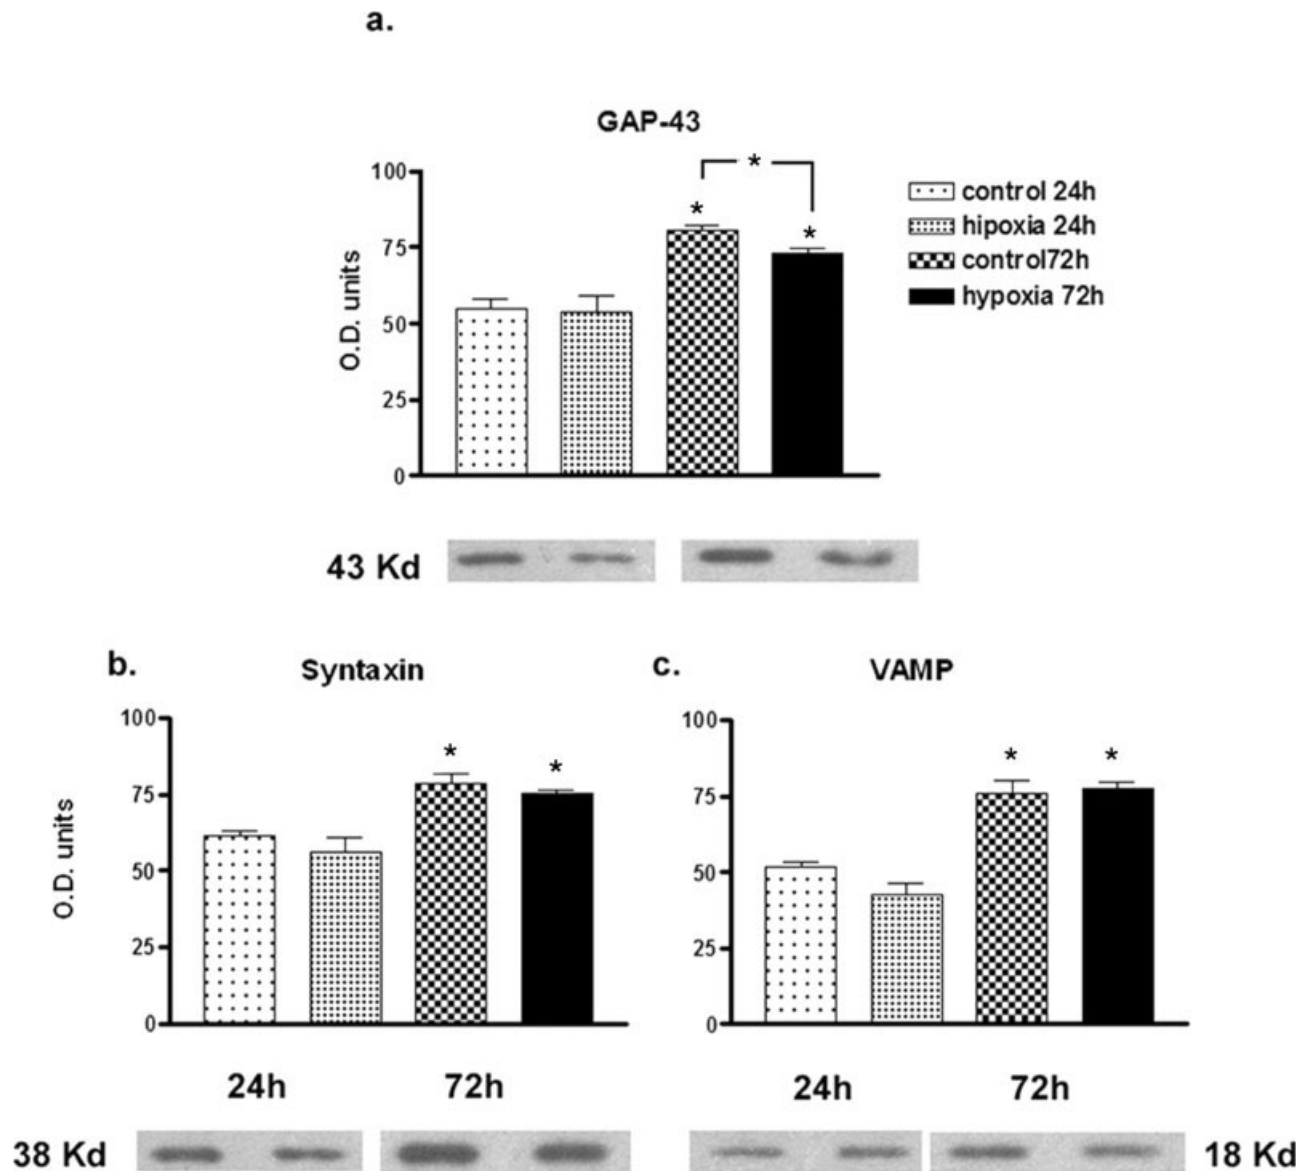 a.
GAP-43
*
100
75
50
25
0
O.D. units
*
*
control 24h
hipoxia 24h
control72h
hypoxia 72h
43 Kd
b.
Syntaxin
100
75
50
25
0
O.D. units
*
*
24h
72h
38 Kd
c.
VAMP
100
75
50
25
0
*
*
24h
72h
18 Kd